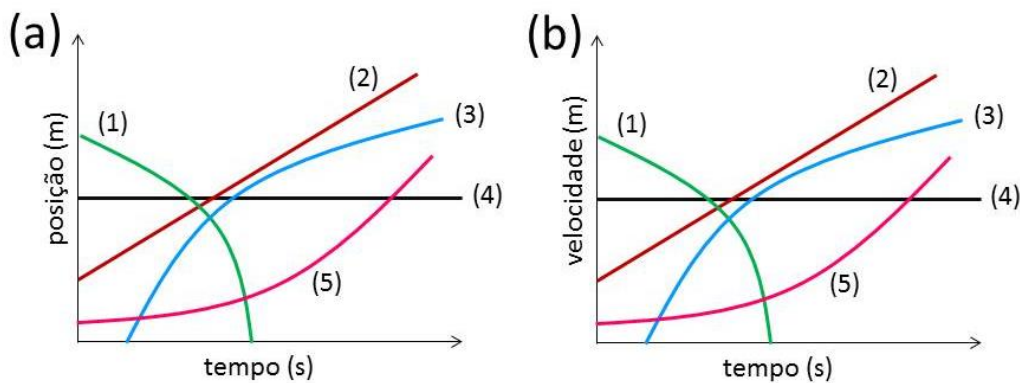 (a)
posição (m)
(1)
(2)
(3)
(4)
(5)
tempo (s)
(b)
velocidade (m)
(1)
(2)
(3)
(4)
(5)
tempo (s)